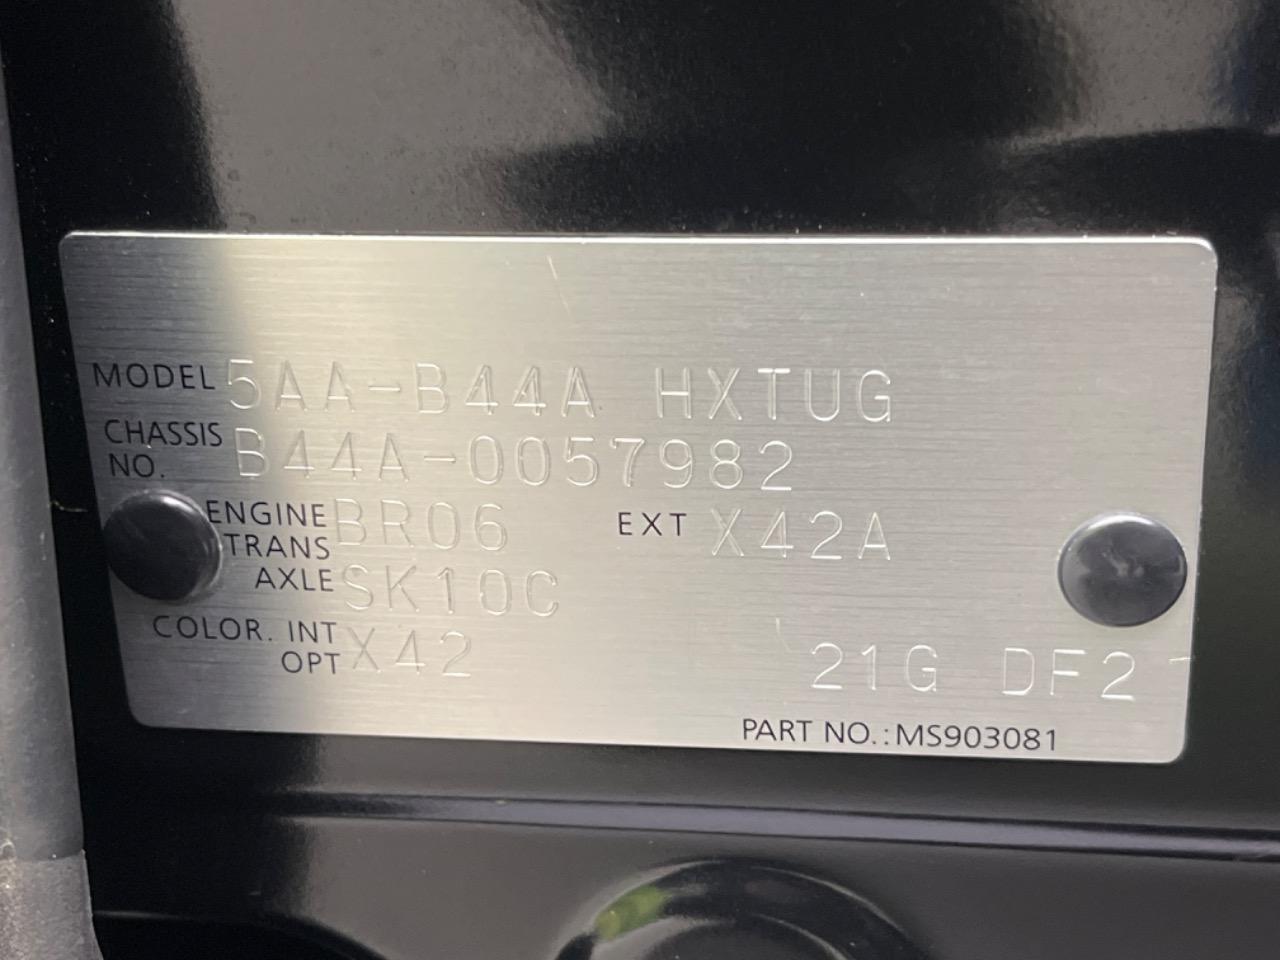 MODEL 5AA-B44A HXTUG
CHASSIS NO. B44A-0057982
ENGINE BR06 EXT X42A
TRANS AXLE SK10C
COLOR. INT OPT X42 21G DF2
PART NO.:MS903081